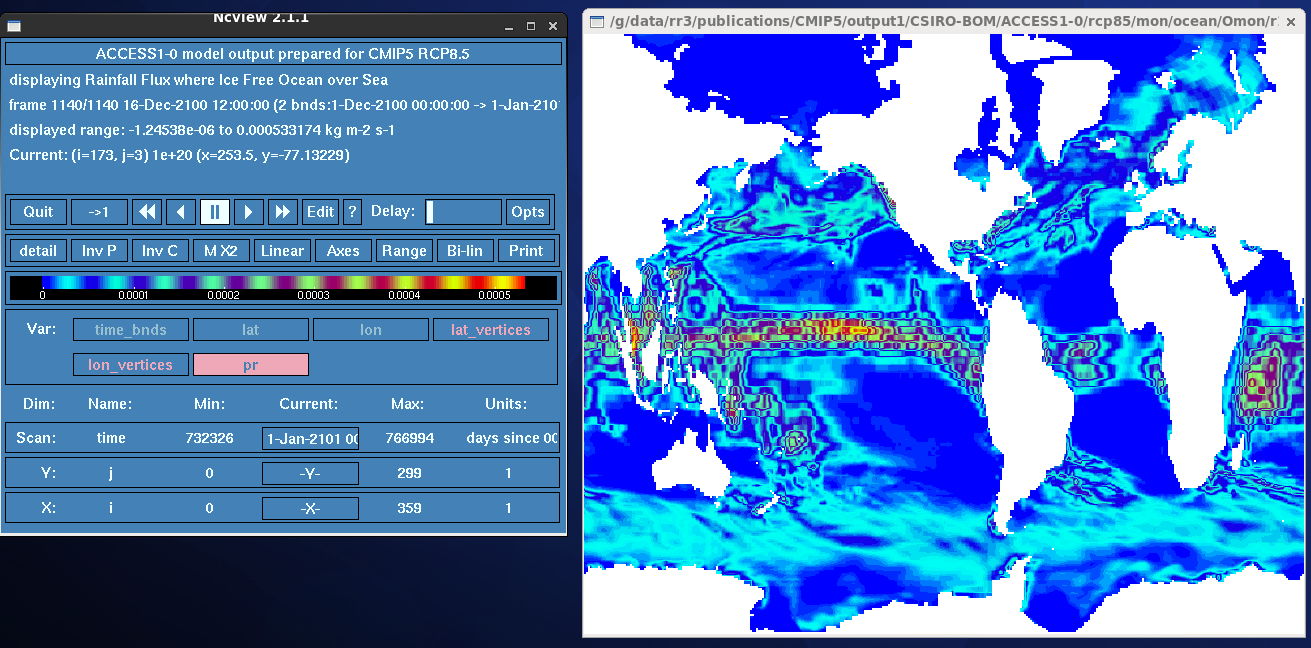 Ncview 2.1.1
ACCESS1-0 model output prepared for CMIP5 RCP8.5
displaying Rainfall Flux where Ice Free Ocean over Sea
frame 1140/1140 16-Dec-2100 12:00:00 (2 bnds:1-Dec-2100 00:00:00 -> 1-Jan-210
displayed range: -1.24538e-06 to 0.000533174 kg m-2 s-1
Current: (i=173, j=3) 1e+20 (x=253.5, y=-77.13229)
Quit ->1 Edit ? Delay: Opts
detail Inv P Inv C M X2 Linear Axes Range Bi-lin Print
0 0.0001 0.0002 0.0003 0.0004 0.0005
Var: time_bnds lat lon lat_vertices
lon_vertices pr
Dim: Name: Min: Current: Max: Units:
Scan: time 732326 1-Jan-2101 00 766994 days since 00
Y: j 0 -Y- 299 1
X: i 0 -X- 359 1
/g/data/rr3/publications/CMIP5/output1/CSIRO-BOM/ACCESS1-0/rcp85/mon/ocean/Omon/r